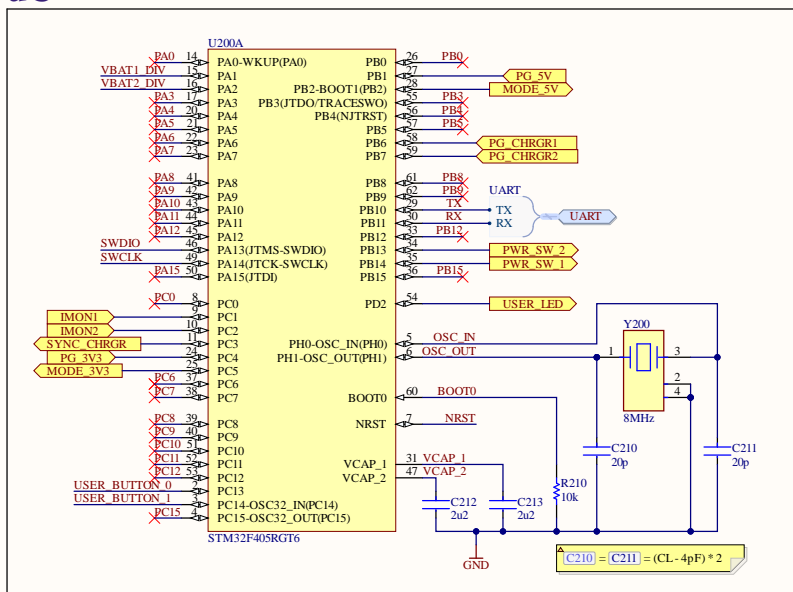 U200A
PA0 14 PA0-WKUP(PA0) PB0 26 PB0
VBAT1_DIV 15 PA1 PB1 27 PG_5V
VBAT2_DIV 16 PA2 PB2-BOOT1(PB2) 28 MODE_5V
PA3 17 PA3 PB3(JTDO/TRACESWO) 55 PB3
PA4 20 PA4 PB4(NJTRST) 56 PB4
PA5 21 PA5 PB5 57 PB5
PA6 22 PA6 PB6 58 PG_CHRGR1
PA7 23 PA7 PB7 59 PG_CHRGR2
PA8 41 PA8 PB8 61 PB8
PA9 42 PA9 PB9 62 PB9 UART
PA10 43 PA10 PB10 29 TX TX
PA11 44 PA11 PB11 30 RX RX UART
PA12 45 PA12 PB12 33 PB12
SWDIO 46 PA13(JTMS-SWDIO) PB13 34 PWR_SW_2
SWCLK 49 PA14(JTCK-SWCLK) PB14 35 PWR_SW_1
PA15 50 PA15(JTDI) PB15 36 PB15
PC0 8 PC0 PD2 54 USER_LED
IMON1 9 PC1
IMON2 10 PC2 Y200
SYNC_CHRGR 11 PC3 PH0-OSC_IN(PH0) 5 OSC_IN
PG_3V3 24 PC4 PH1-OSC_OUT(PH1) 6 OSC_OUT 1 3
MODE_3V3 25 PC5
PC6 37 PC6 2
PC7 38 PC7 BOOT0 60 BOOT0 4
PC8 39 PC8 NRST 7 NRST 8MHz
PC9 40 PC9
PC10 51 PC10 C210 C211
PC11 52 PC11 VCAP_1 31 VCAP_1 20p 20p
PC12 53 PC12 VCAP_2 47 VCAP_2
USER_BUTTON_0 2 PC13 R210
USER_BUTTON_1 3 PC14-OSC32_IN(PC14) C212 C213 10k
PC15 4 PC15-OSC32_OUT(PC15) 2u2 2u2
STM32F405RGT6
GND
C210 = C211 = (CL - 4pF) * 2